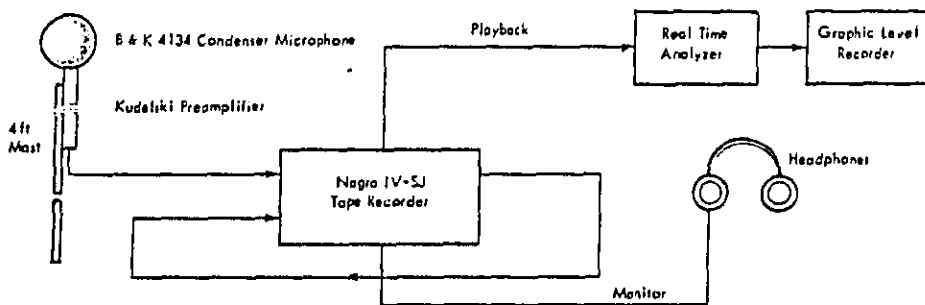 B & K 4134 Condenser Microphone
Kudelski Preamplifier
4 ft
Mast
Playback
Real Time
Analyzer
Graphic Level
Recorder
Nagra IV-SJ
Tape Recorder
Headphones
Monitor